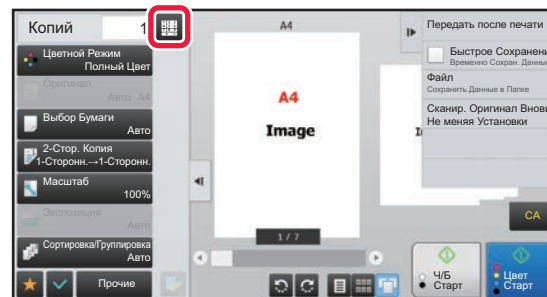 Копий 1
Цветной Режим
Полный Цвет
Оригинал
Авто A4
Выбор Бумаги
Авто
2-Стор. Копия
1-Сторонн.→1-Сторонн.
Масштаб
100%
Экспозиция
Авто
Сортировка/Группировка
Авто
Прочие
A4
A4
Image
1 / 7
Передать после печати
Быстрое Сохранени
Временно Сохран. Данны
Файл
Сохранить Данные в Папке
Сканир. Оригинал Вновь
Не меняя Установки
CA
Ч/Б
Старт
Цвет
Старт